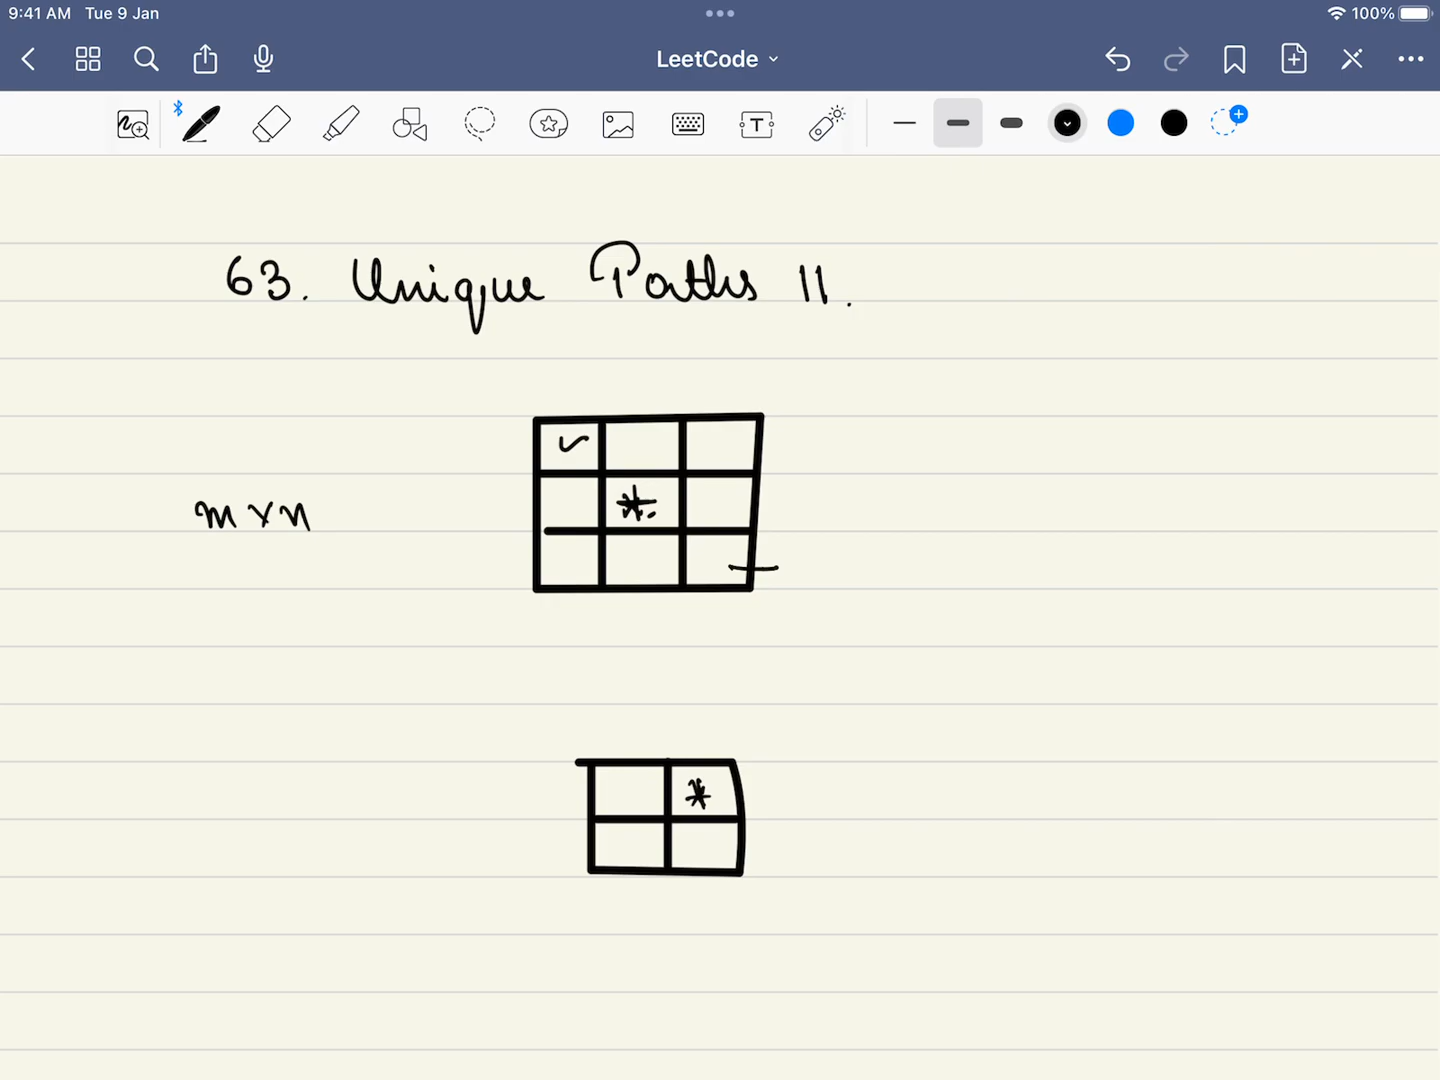 9:41 AM Tue 9 Jan
100%
LeetCode
T
63. Unique Paths II.
m x n
*.
*